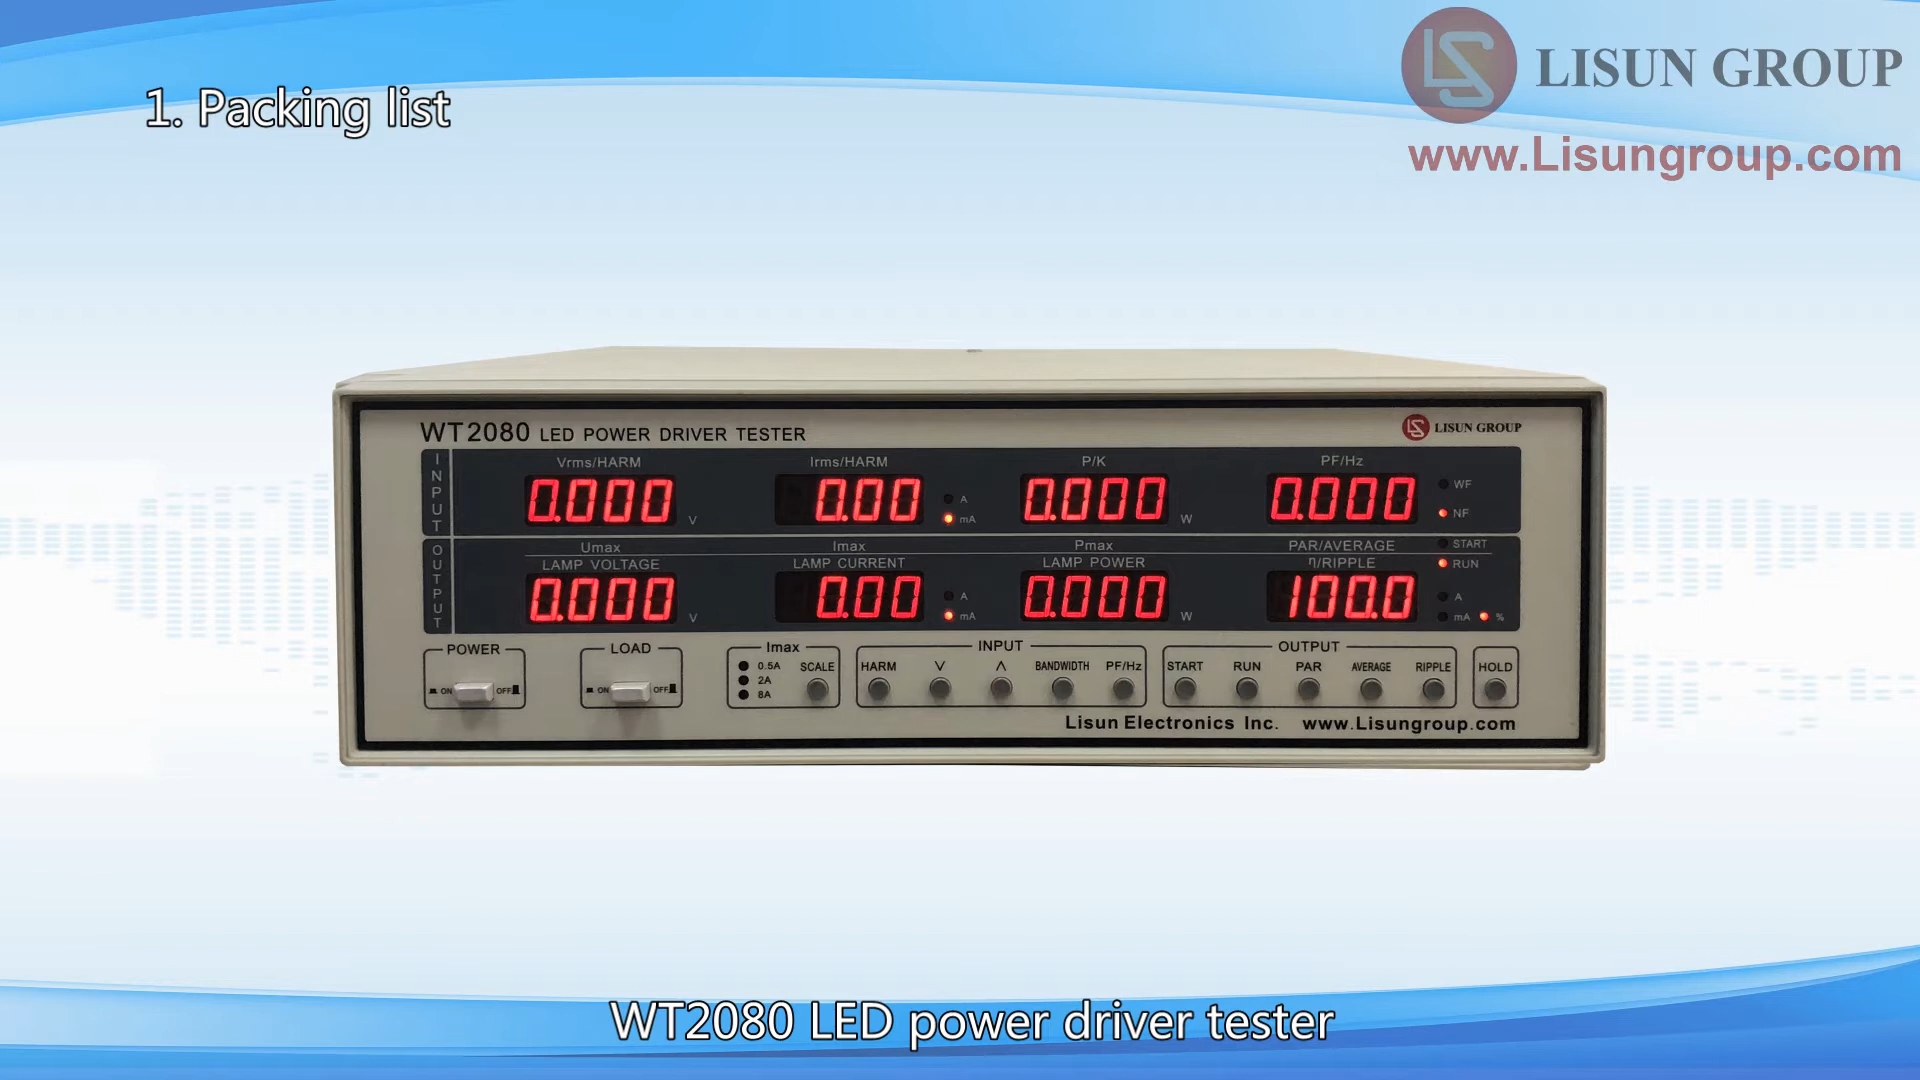 1. Packing list
LS LISUN GROUP
www.Lisungroup.com
WT2080 LED POWER DRIVER TESTER
LS LISUN GROUP
INPUT
Vrms/HARM Irms/HARM P/K PF/Hz
0.000 V 0.00 A mA 0.000 W 0.000 WF NF
OUTPUT
Umax Imax Pmax PAR/AVERAGE START
LAMP VOLTAGE LAMP CURRENT LAMP POWER η/RIPPLE RUN
0.000 V 0.00 A mA 0.000 W 100.0 A mA %
POWER LOAD Imax INPUT OUTPUT
ON OFF ON OFF 0.5A 2A 8A SCALE HARM V Λ BANDWIDTH PF/Hz START RUN PAR AVERAGE RIPPLE HOLD
Lisun Electronics Inc. www.Lisungroup.com
WT2080 LED power driver tester